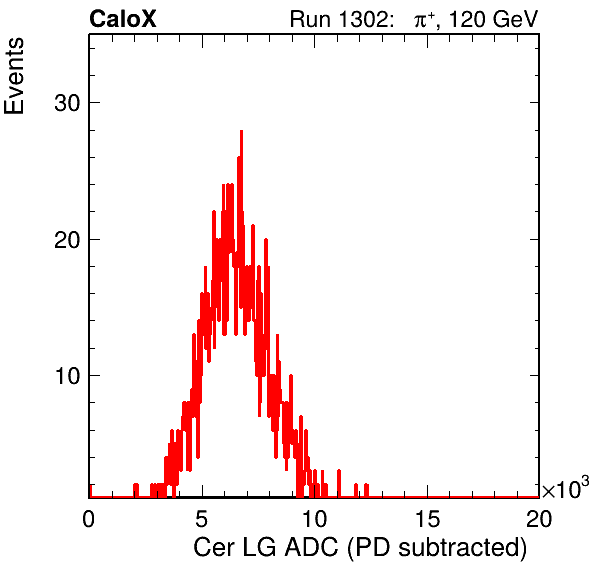 CaloX Run 1302: π⁺, 120 GeV
Events
30
20
10
0 5 10 15 20
×10³
Cer LG ADC (PD subtracted)